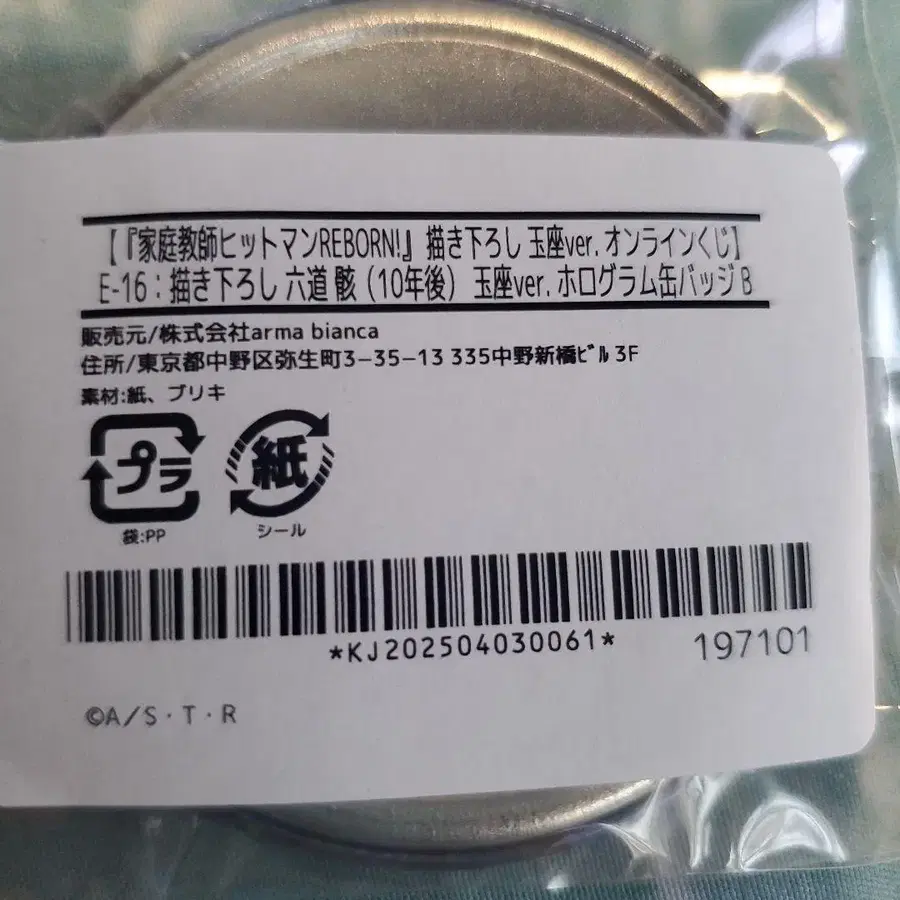 【『家庭教師ヒットマンREBORN!』 描き下ろし 玉座ver. オンラインくじ】
E-16：描き下ろし 六道 骸（10年後） 玉座ver. ホログラム缶バッジ B
販売元/株式会社arma bianca
住所/東京都中野区弥生町3−35−13 335中野新橋ﾋﾞﾙ 3F
素材:紙、ブリキ
プラ 紙
袋:PP シール
*KJ202504030061* 197101
©A/S・T・R